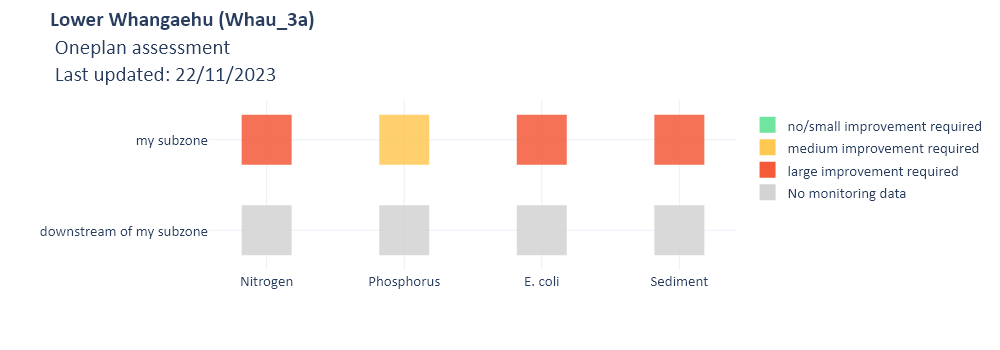 Lower Whangaehu (Whau_3a)
Oneplan assessment
Last updated: 22/11/2023
my subzone
downstream of my subzone
Nitrogen
Phosphorus
E. coli
Sediment
no/small improvement required
medium improvement required
large improvement required
No monitoring data